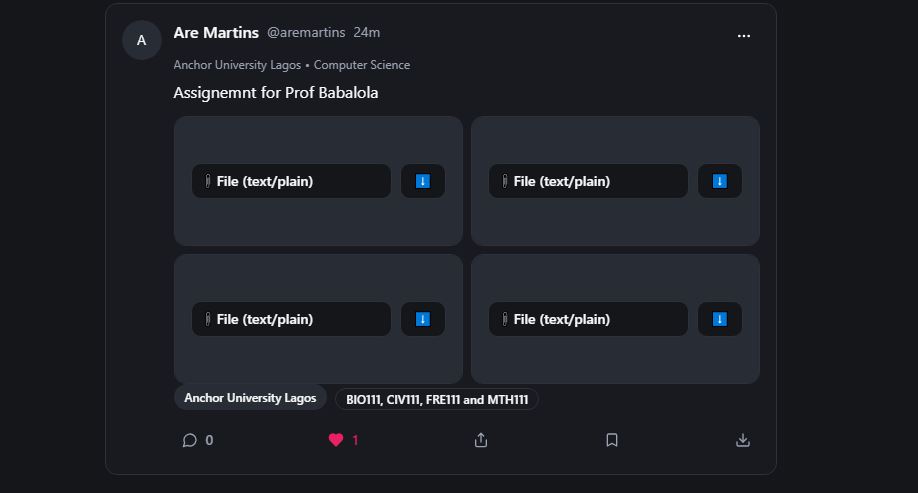 A
Are Martins @aremartins 24m
Anchor University Lagos • Computer Science
Assignemnt for Prof Babalola
File (text/plain)
File (text/plain)
File (text/plain)
File (text/plain)
Anchor University Lagos
BIO111, CIV111, FRE111 and MTH111
0
1